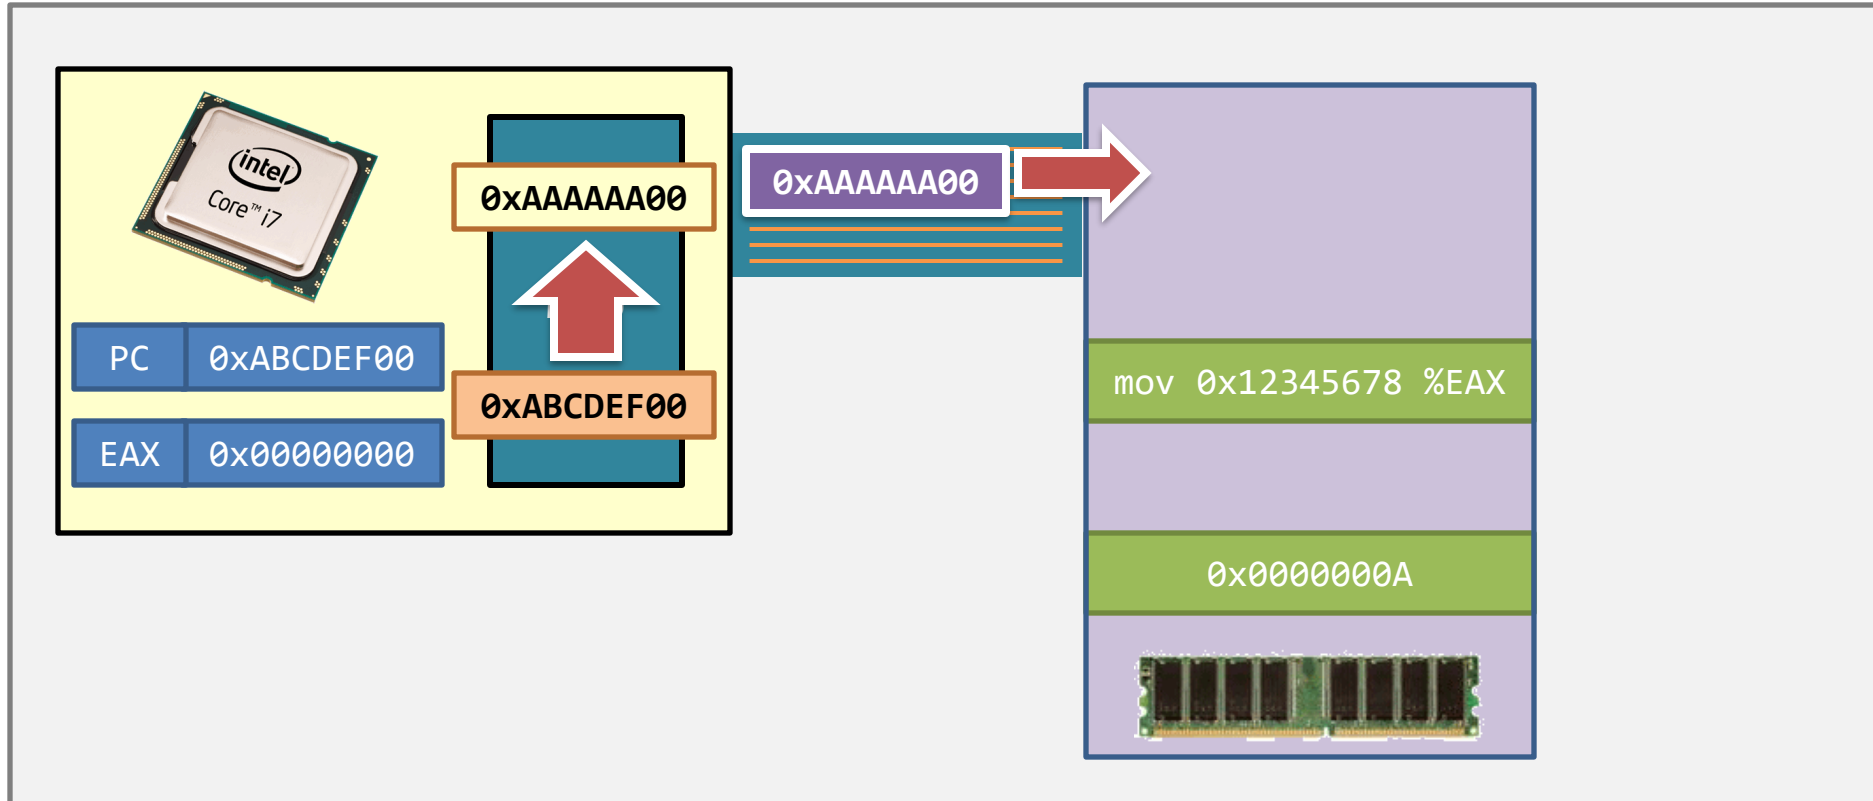 intel
Core™ i7
PC 0xABCDEF00
EAX 0x00000000
0xAAAAAA00
0xABCDEF00
0xAAAAAA00
mov 0x12345678 %EAX
0x0000000A